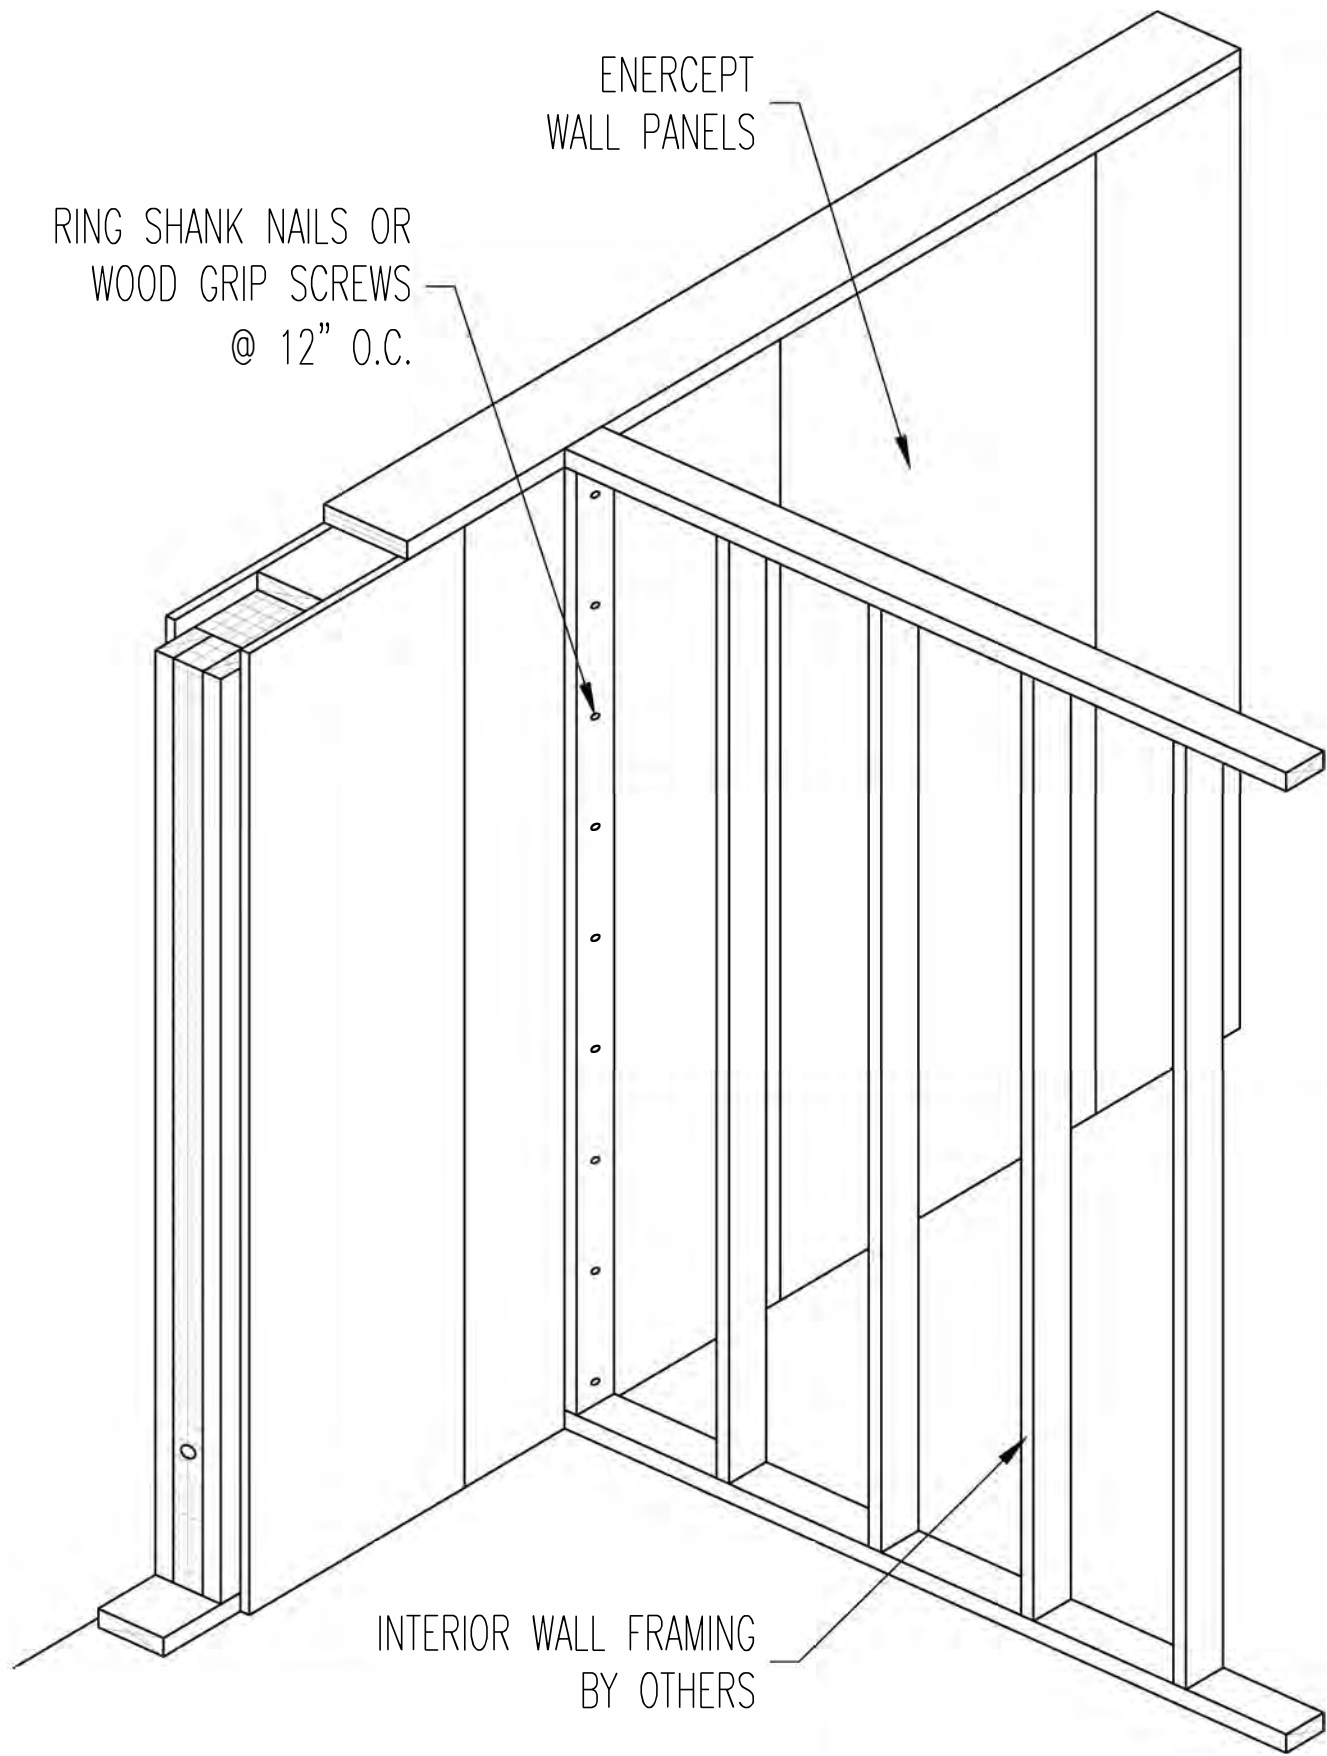 ENERCEPT
WALL PANELS
RING SHANK NAILS OR
WOOD GRIP SCREWS
@ 12" O.C.
INTERIOR WALL FRAMING
BY OTHERS